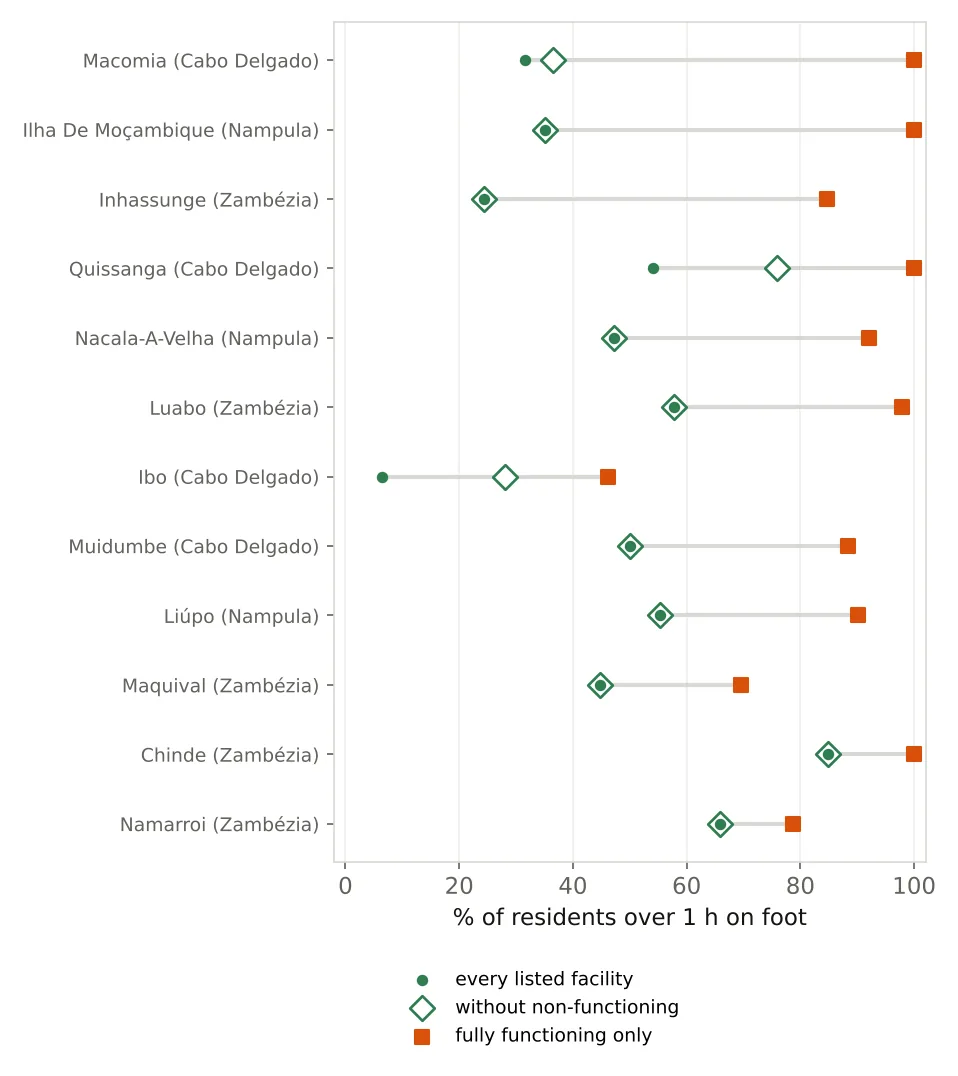 Macomia (Cabo Delgado)
Ilha De Moçambique (Nampula)
Inhassunge (Zambézia)
Quissanga (Cabo Delgado)
Nacala-A-Velha (Nampula)
Luabo (Zambézia)
Ibo (Cabo Delgado)
Muidumbe (Cabo Delgado)
Liúpo (Nampula)
Maquival (Zambézia)
Chinde (Zambézia)
Namarroi (Zambézia)
0 20 40 60 80 100
% of residents over 1 h on foot
every listed facility
without non-functioning
fully functioning only